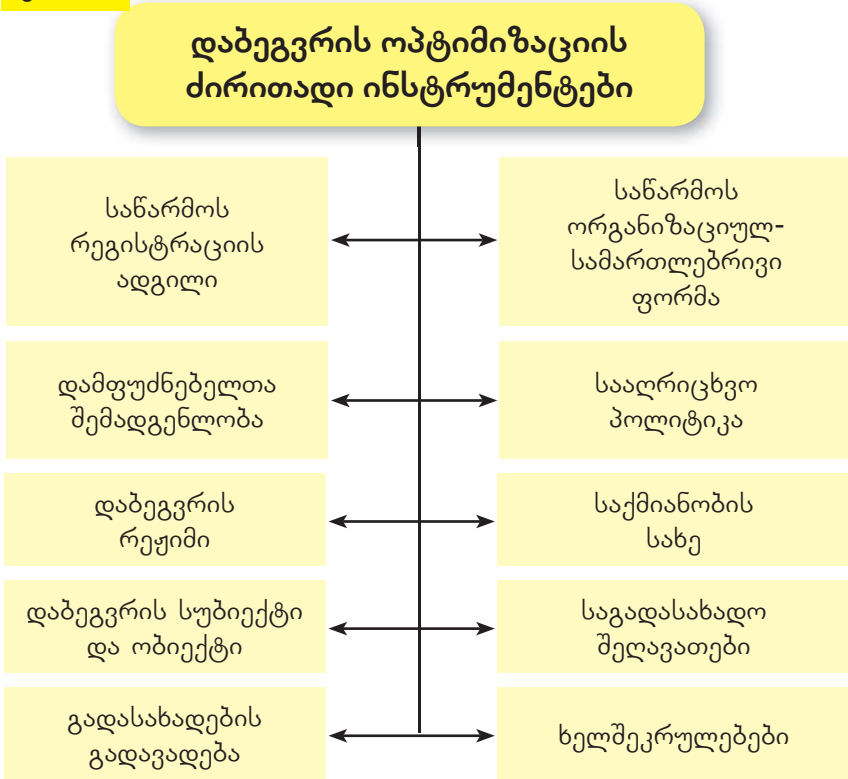 დაბეგვრის ოპტიმიზაციის
ძირითადი ინსტრუმენტები
საწარმოს
რეგისტრაციის
ადგილი
საწარმოს
ორგანიზაციულ-
სამართლებრივი
ფორმა
დამფუძნებელთა
შემადგენლობა
სააღრიცხვო
პოლიტიკა
დაბეგვრის
რეჟიმი
საქმიანობის
სახე
დაბეგვრის სუბიექტი
და ობიექტი
საგადასახადო
შეღავათები
გადასახადების
გადავადება
ხელშეკრულებები